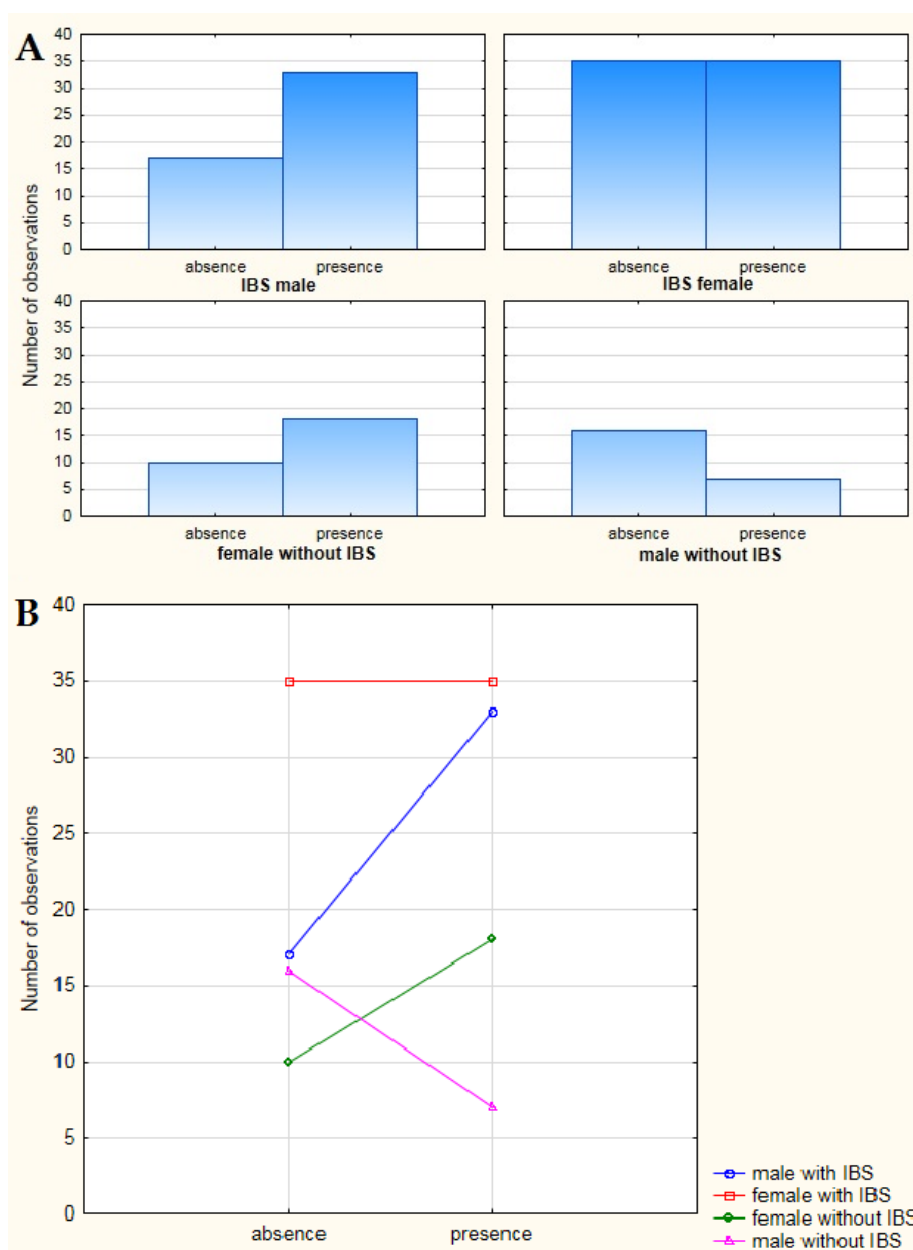 A
Number of observations
40
35
30
25
20
15
10
5
0
absence presence
IBS male
absence presence
IBS female
40
35
30
25
20
15
10
5
0
absence presence
female without IBS
absence presence
male without IBS
B
Number of observations
40
35
30
25
20
15
10
5
0
absence presence
male with IBS
female with IBS
female without IBS
male without IBS